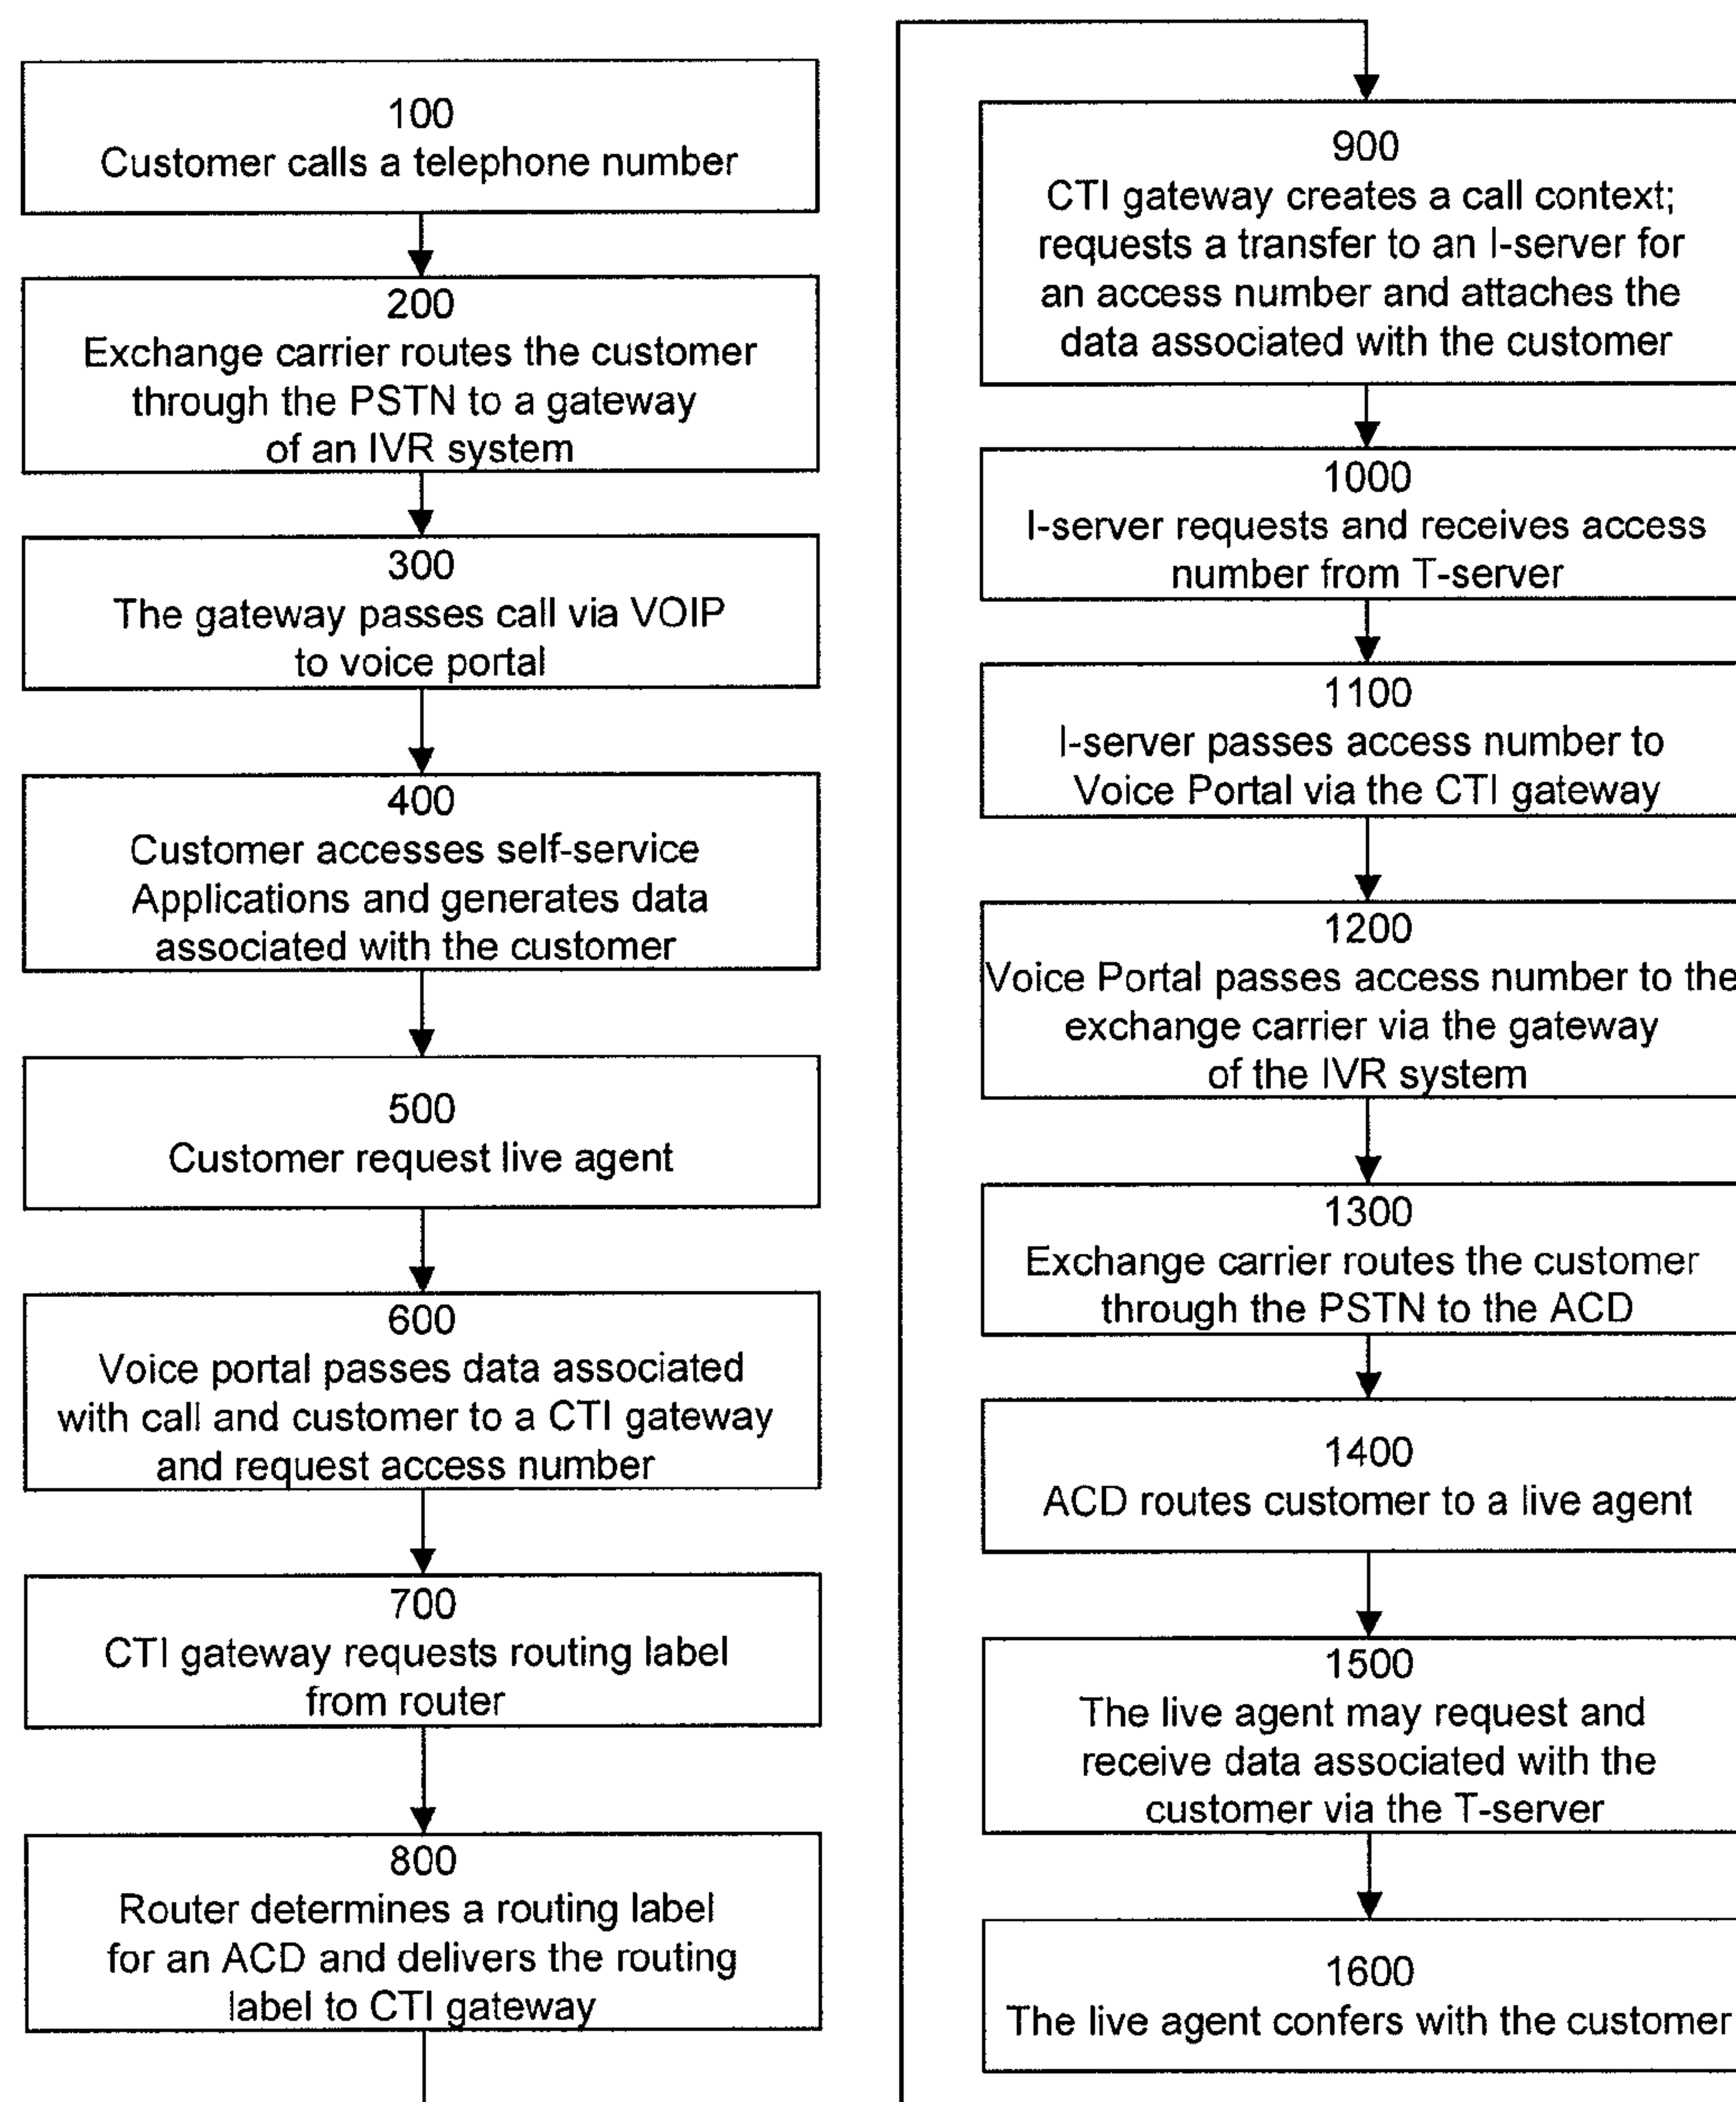 100
Customer calls a telephone number
200
Exchange carrier routes the customer
through the PSTN to a gateway
of an IVR system
300
The gateway passes call via VOIP
to voice portal
400
Customer accesses self-service
Applications and generates data
associated with the customer
500
Customer request live agent
600
Voice portal passes data associated
with call and customer to a CTI gateway
and request access number
700
CTI gateway requests routing label
from router
800
Router determines a routing label
for an ACD and delivers the routing
label to CTI gateway
900
CTI gateway creates a call context;
requests a transfer to an I-server for
an access number and attaches the
data associated with the customer
1000
I-server requests and receives access
number from T-server
1100
I-server passes access number to
Voice Portal via the CTI gateway
1200
Voice Portal passes access number to the
exchange carrier via the gateway
of the IVR system
1300
Exchange carrier routes the customer
through the PSTN to the ACD
1400
ACD routes customer to a live agent
1500
The live agent may request and
receive data associated with the
customer via the T-server
1600
The live agent confers with the customer